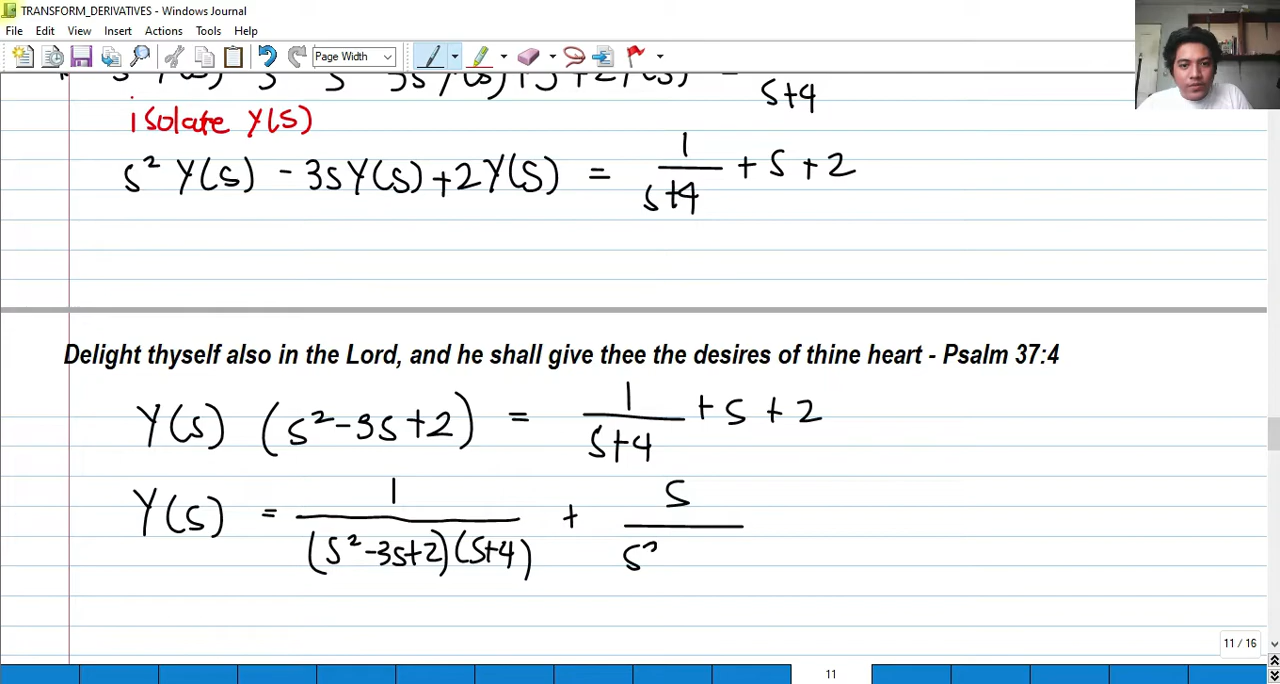 TRANSFORM_DERIVATIVES - Windows Journal
File Edit View Insert Actions Tools Help
Page Width
s+4
isolate Y(s)
s² Y(s) - 3sY(s) + 2Y(s) = 1/(s+4) + s + 2
Delight thyself also in the Lord, and he shall give thee the desires of thine heart - Psalm 37:4
Y(s) (s²-3s+2) = 1/(s+4) + s + 2
Y(s) = 1/((s²-3s+2)(s+4)) + s/s²
11 / 16
11